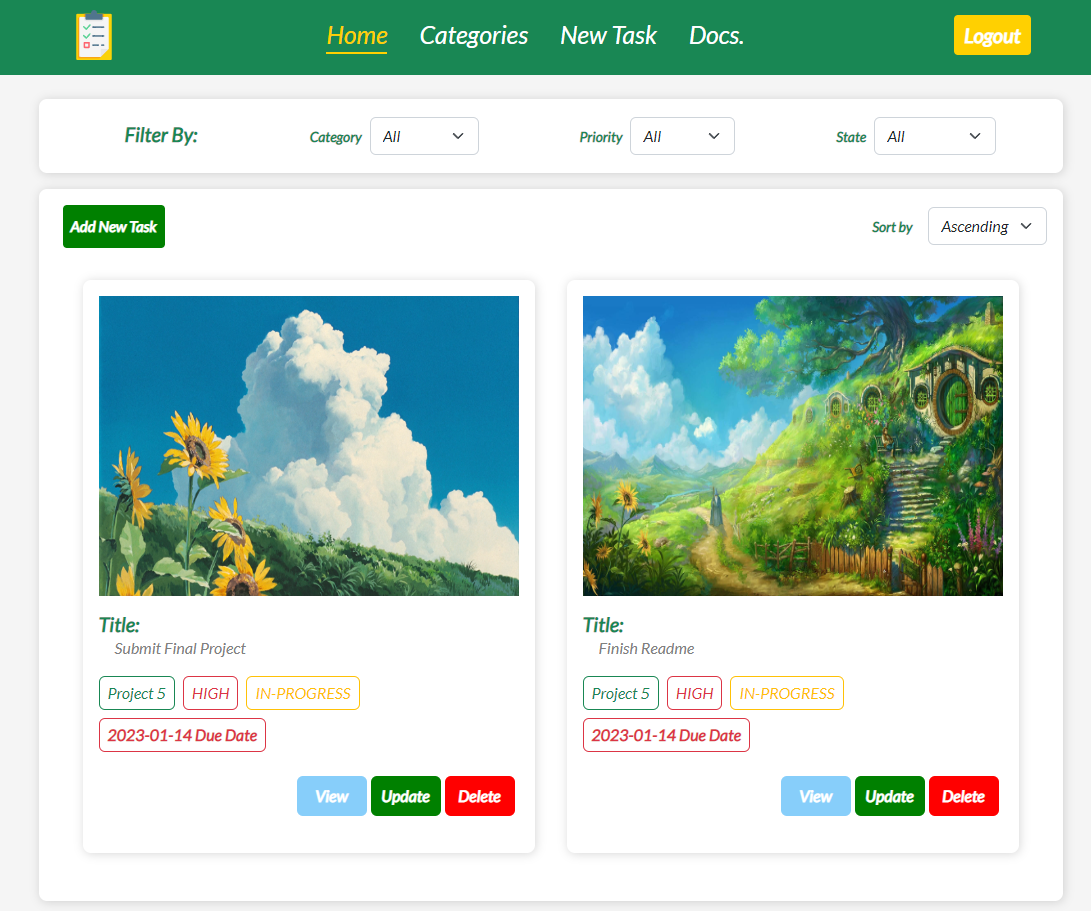 Home Categories New Task Docs. Logout
Filter By: Category All Priority All State All
Add New Task Sort by Ascending
Title:
Submit Final Project
Project 5 HIGH IN-PROGRESS
2023-01-14 Due Date
View Update Delete
Title:
Finish Readme
Project 5 HIGH IN-PROGRESS
2023-01-14 Due Date
View Update Delete